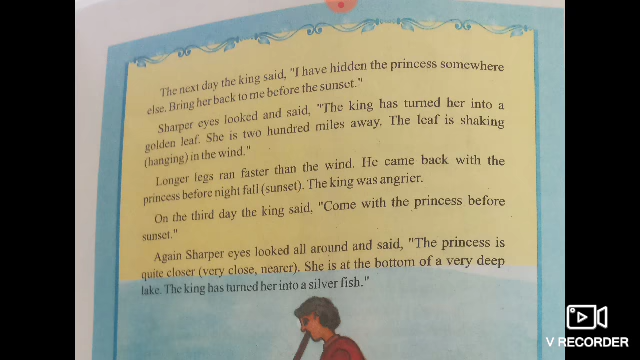 The next day the king said, "I have hidden the princess somewhere
else. Bring her back to me before the sunset."
Sharper eyes looked and said, "The king has turned her into a
golden leaf. She is two hundred miles away. The leaf is shaking
(hanging) in the wind."
Longer legs ran faster than the wind. He came back with the
princess before night fall (sunset). The king was angrier.
On the third day the king said, "Come with the princess before
sunset."
Again Sharper eyes looked all around and said, "The princess is
quite closer (very close, nearer). She is at the bottom of a very deep
lake. The king has turned her into a silver fish."
V RECORDER